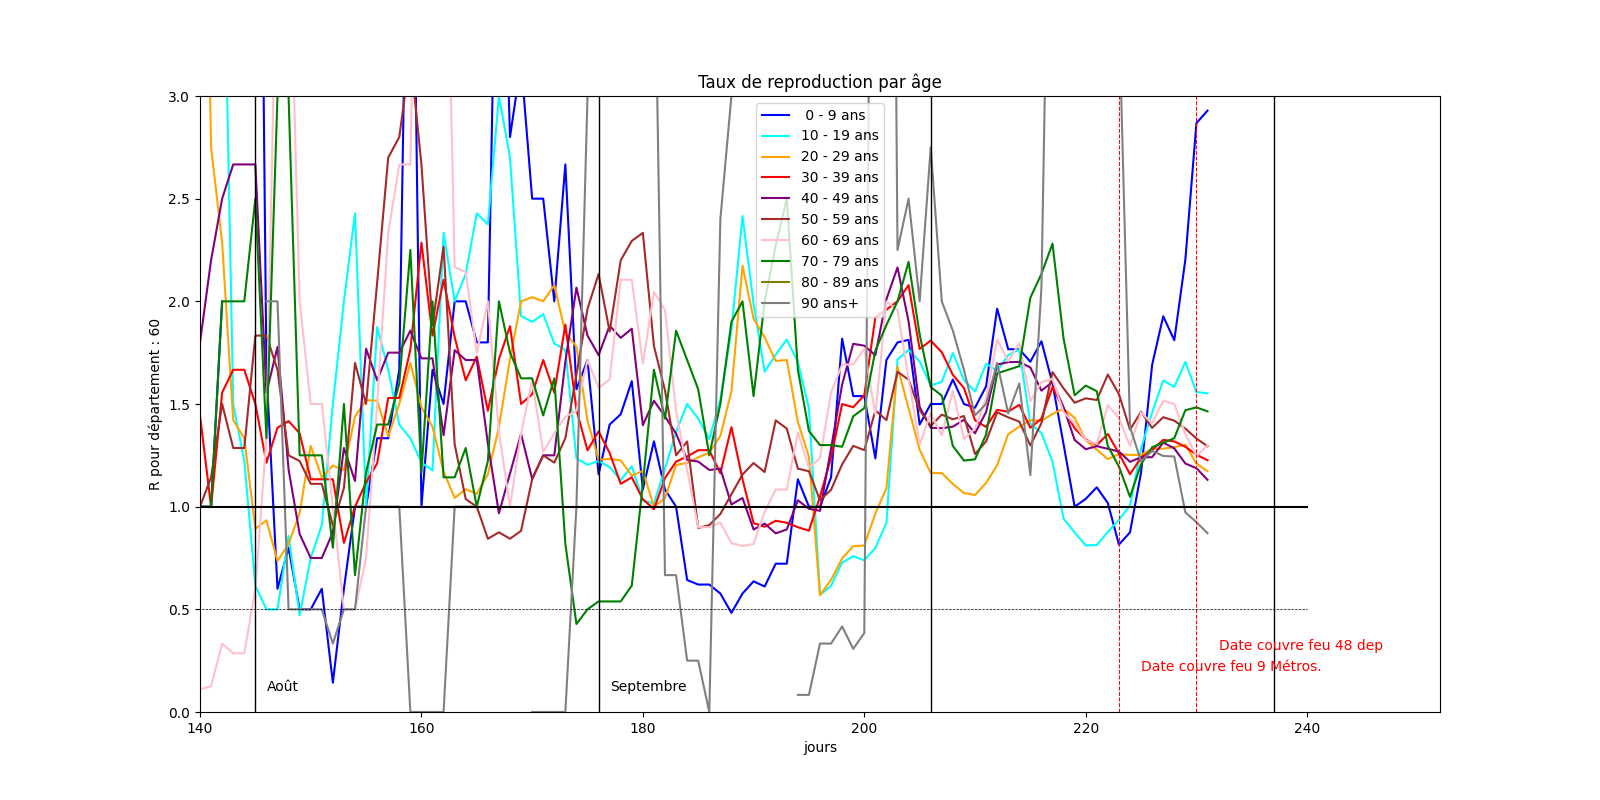 Taux de reproduction par âge
R pour département : 60
3.0
2.5
2.0
1.5
1.0
0.5
0.0
0 - 9 ans
10 - 19 ans
20 - 29 ans
30 - 39 ans
40 - 49 ans
50 - 59 ans
60 - 69 ans
70 - 79 ans
80 - 89 ans
90 ans+
Date couvre feu 48 dep
Date couvre feu 9 Métros.
Août
Septembre
140
160
180
200
220
240
jours